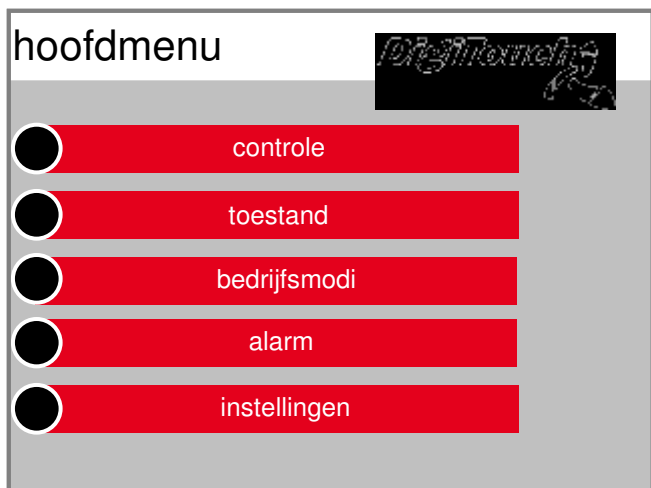 hoofdmenu
DigiTouch
controle
toestand
bedrijfsmodi
alarm
instellingen